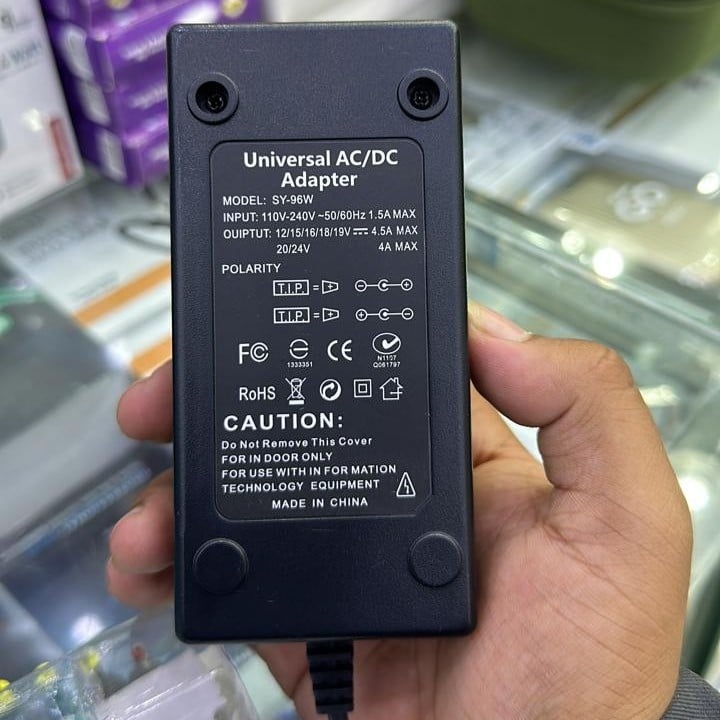 Universal AC/DC
Adapter
MODEL: SY-96W
INPUT: 110V-240V ~50/60Hz 1.5A MAX
OUIPTUT: 12/15/16/18/19V⎓ 4.5A MAX
20/24V 4A MAX
POLARITY
T.I.P. = +
T.I.P. = +
FC CE N1107
1333351 Q061797
RoHS
CAUTION:
Do Not Remove This Cover
FOR IN DOOR ONLY
FOR USE WITH IN FOR MATION
TECHNOLOGY EQUIPMENT
MADE IN CHINA